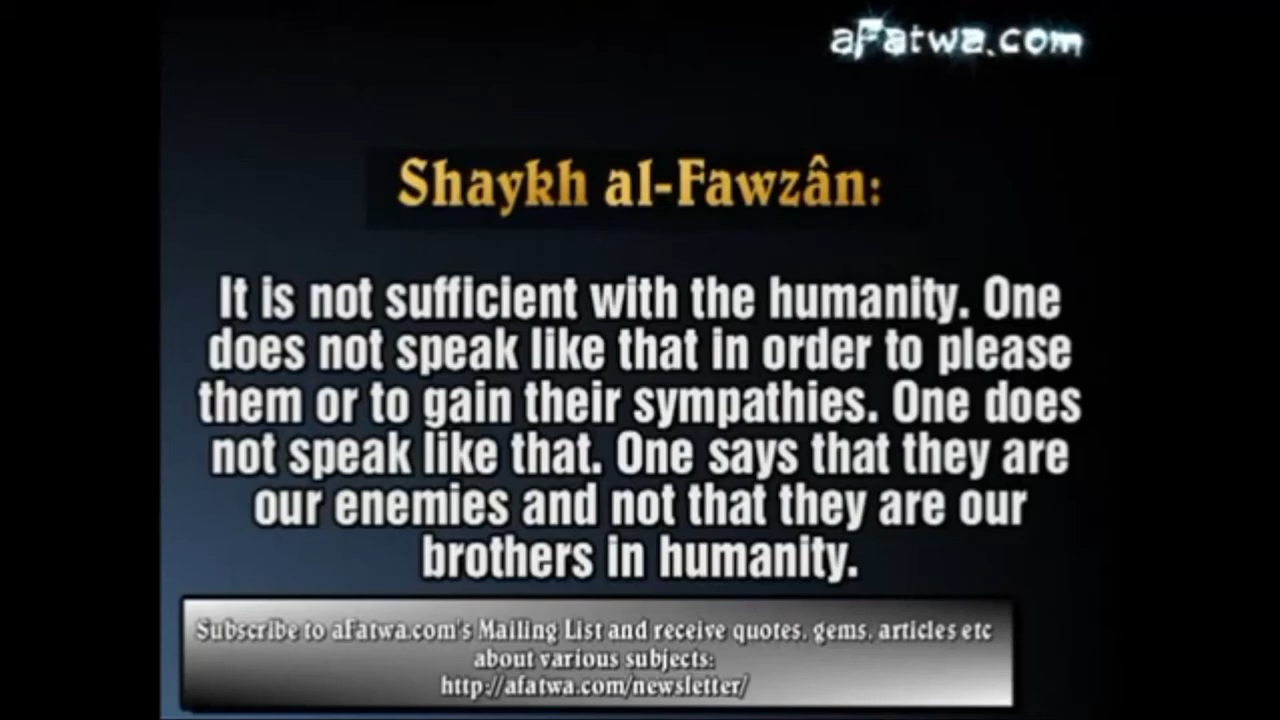 aFatwa.com
Shaykh al-Fawzân:
It is not sufficient with the humanity. One
does not speak like that in order to please
them or to gain their sympathies. One does
not speak like that. One says that they are
our enemies and not that they are our
brothers in humanity.
Subscribe to aFatwa.com's Mailing List and receive quotes, gems, articles etc
about various subjects:
http://afatwa.com/newsletter/